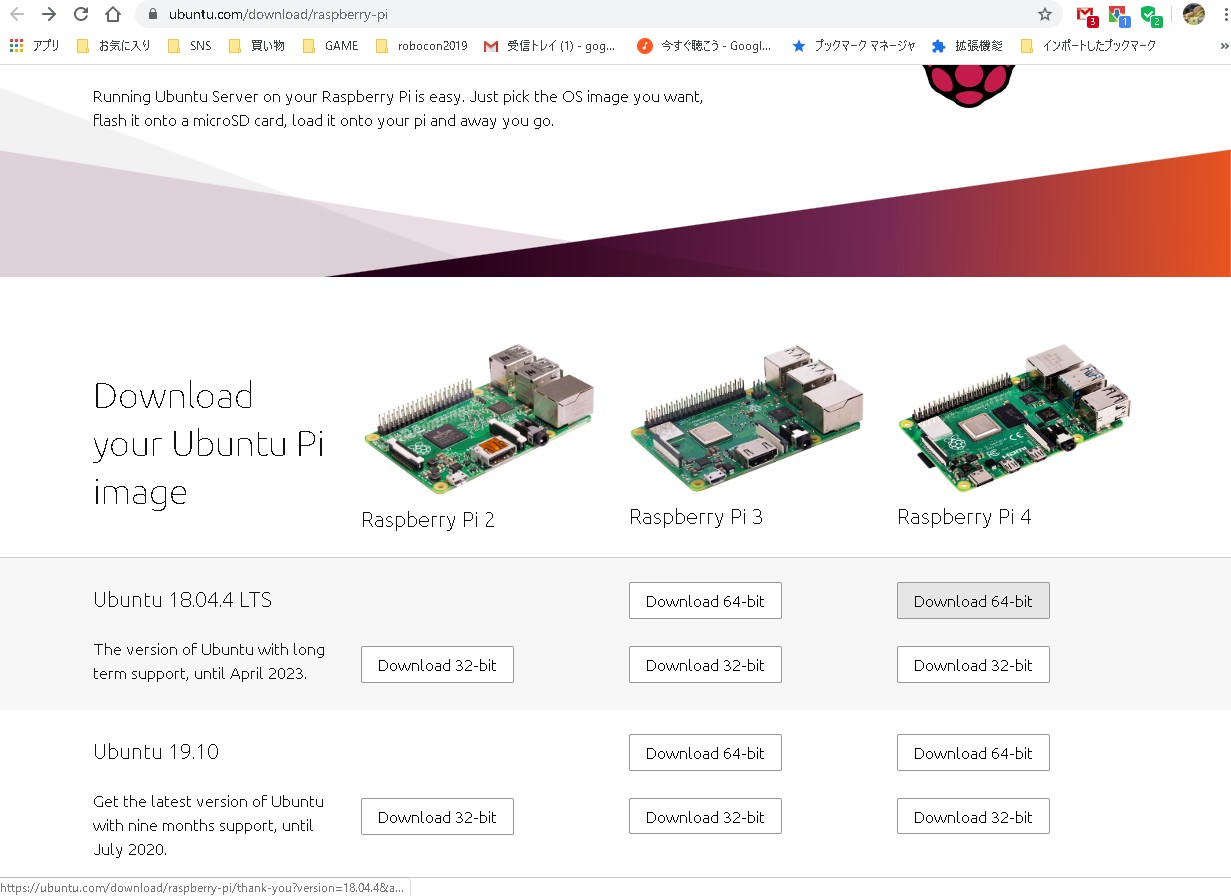 ubuntu.com/download/raspberry-pi
3
1
2
アプリ お気に入り SNS 買い物 GAME robocon2019 受信トレイ (1) - gog... 今すぐ聴こう - Googl... ブックマーク マネージャ 拡張機能 インポートしたブックマーク »
Running Ubuntu Server on your Raspberry Pi is easy. Just pick the OS image you want,
flash it onto a microSD card, load it onto your pi and away you go.
Download
your Ubuntu Pi
image
Raspberry Pi 2
Raspberry Pi 3
Raspberry Pi 4
Ubuntu 18.04.4 LTS
The version of Ubuntu with long
term support, until April 2023.
Download 64-bit
Download 64-bit
Download 32-bit
Download 32-bit
Download 32-bit
Ubuntu 19.10
Get the latest version of Ubuntu
with nine months support, until
July 2020.
Download 64-bit
Download 64-bit
Download 32-bit
Download 32-bit
Download 32-bit
https://ubuntu.com/download/raspberry-pi/thank-you?version=18.04.4&a...